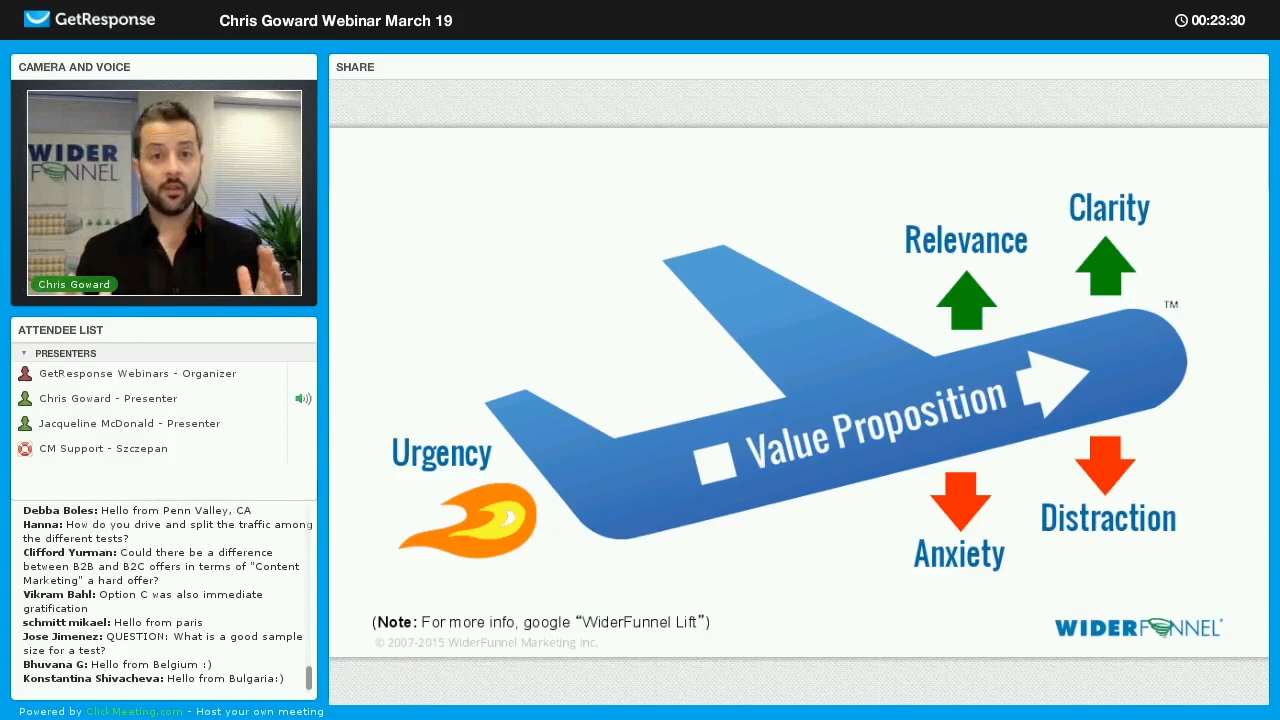 GetResponse
Chris Goward Webinar March 19
00:23:30
CAMERA AND VOICE
WIDER
FUNNEL
Chris Goward
ATTENDEE LIST
PRESENTERS
GetResponse Webinars - Organizer
Chris Goward - Presenter
Jacqueline McDonald - Presenter
CM Support - Szczepan
Debba Boles: Hello from Penn Valley, CA
Hanna: How do you drive and split the traffic among
the different tests?
Clifford Yurman: Could there be a difference
between B2B and B2C offers in terms of "Content
Marketing" a hard offer?
Vikram Bahl: Option C was also immediate
gratification
schmitt mikael: Hello from paris
Jose Jimenez: QUESTION: What is a good sample
size for a test?
Bhuvana G: Hello from Belgium :)
Konstantina Shivacheva: Hello from Bulgaria:)
Powered by ClickMeeting.com - Host your own meeting
SHARE
Clarity
Relevance
TM
Value Proposition
Urgency
Distraction
Anxiety
(Note: For more info, google “WiderFunnel Lift”)
© 2007-2015 WiderFunnel Marketing Inc.
WIDERFUNNEL